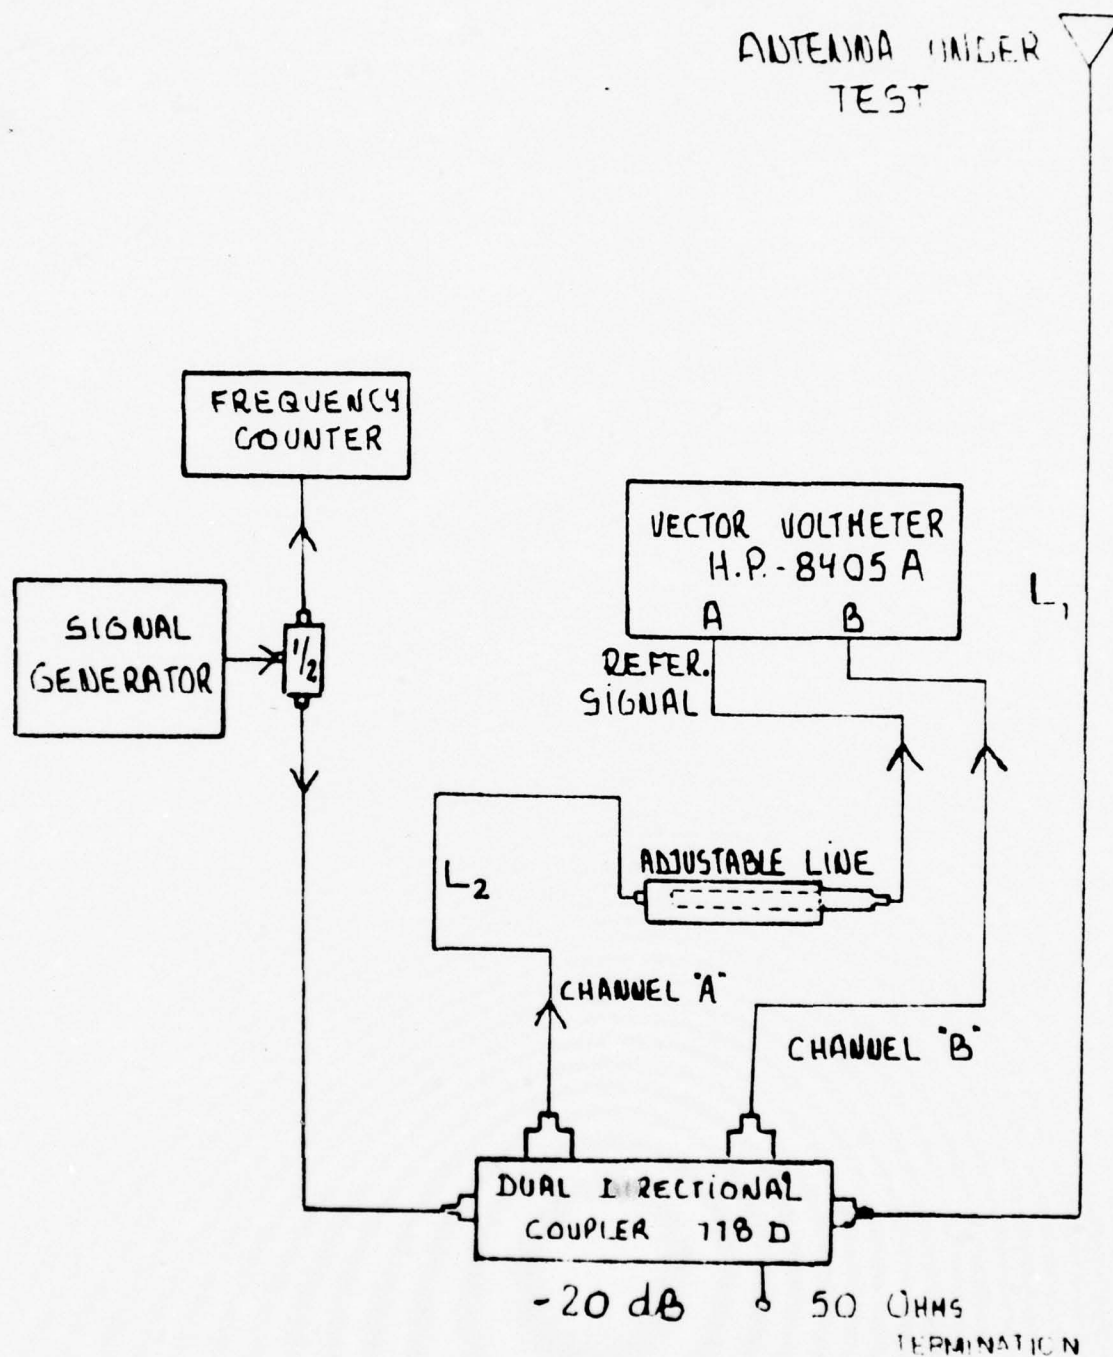 ANTENNA UNDER
TEST
FREQUENCY
COUNTER
VECTOR VOLTMETER
H.P.-8405 A
A B
L1
SIGNAL
GENERATOR
1/2
REFER.
SIGNAL
ADJUSTABLE LINE
L2
CHANNEL "A"
CHANNEL "B"
DUAL DIRECTIONAL
COUPLER 778 D
-20 dB 50 OHMS
TERMINATION